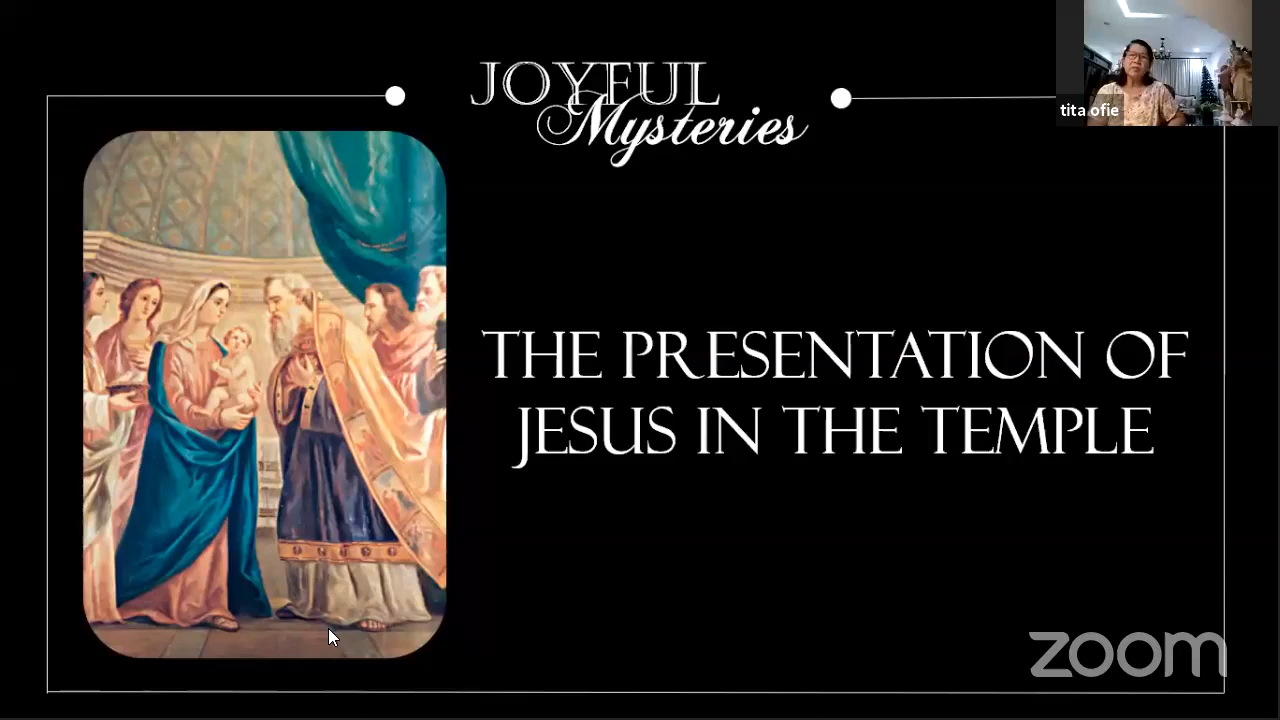 JOYFUL
Mysteries
tita ofie
THE PRESENTATION OF
JESUS IN THE TEMPLE
zoom